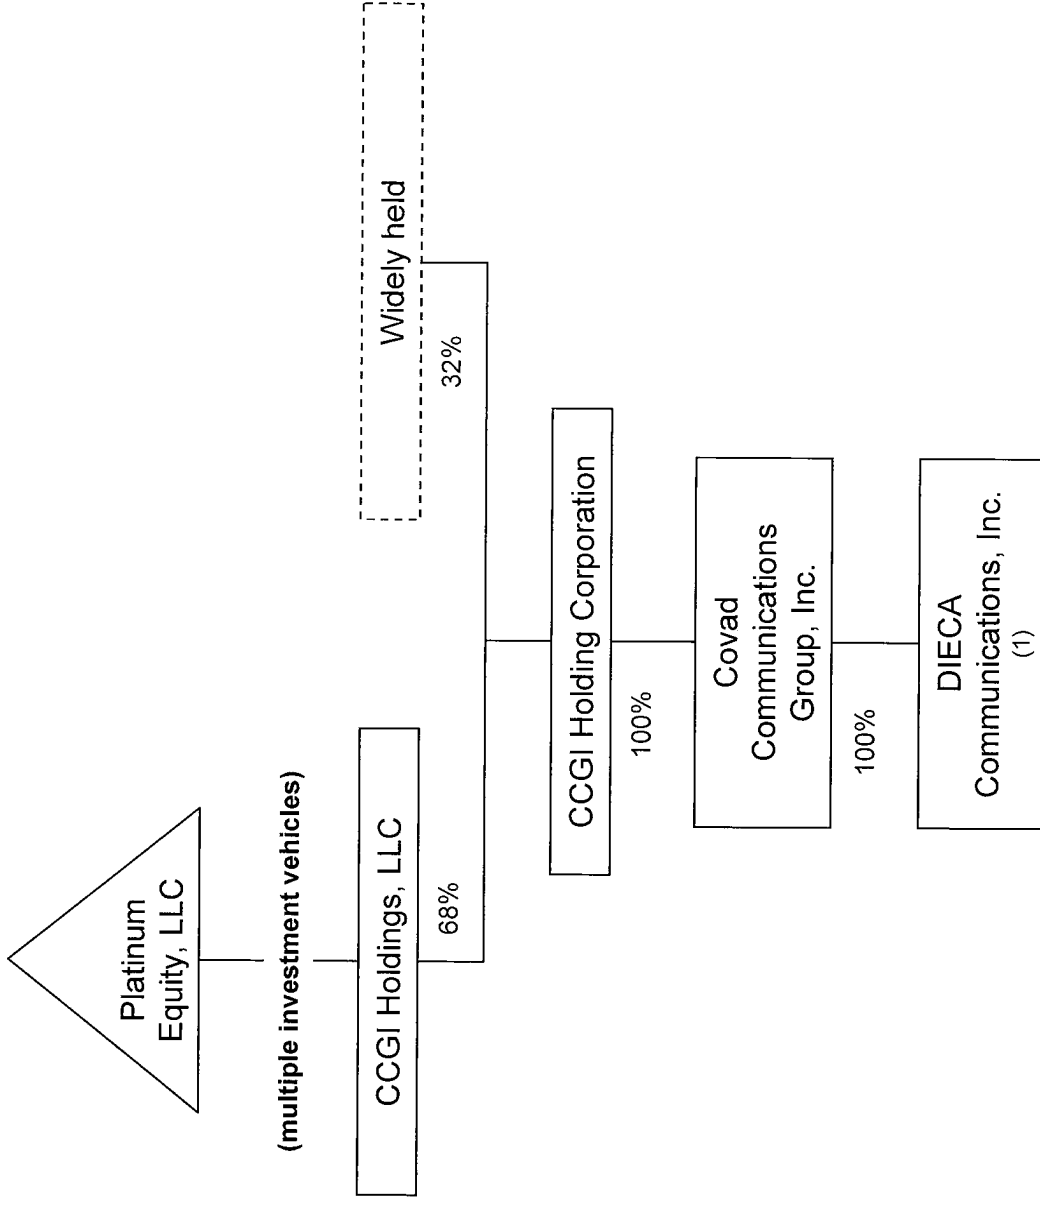 Platinum
Equity, LLC
(multiple investment vehicles)
CCGI Holdings, LLC
Widely held
68%
32%
CCGI Holding Corporation
100%
Covad
Communications
Group, Inc.
100%
DIECA
Communications, Inc.
(1)